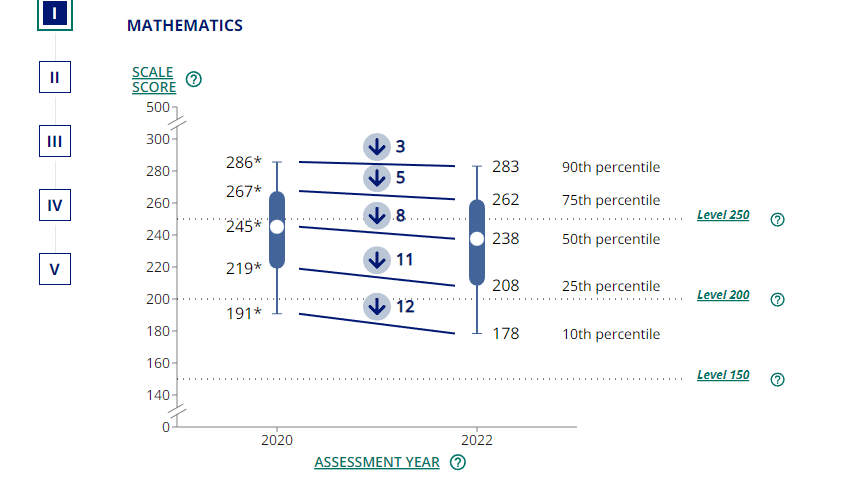 I
II
III
IV
V
MATHEMATICS
SCALE
SCORE ?
500
300
280
260
240
220
200
180
160
140
0
286*
267*
245*
219*
191*
3
5
8
11
12
283 90th percentile
262 75th percentile
238 50th percentile
208 25th percentile
178 10th percentile
Level 250 ?
Level 200 ?
Level 150 ?
2020 2022
ASSESSMENT YEAR ?